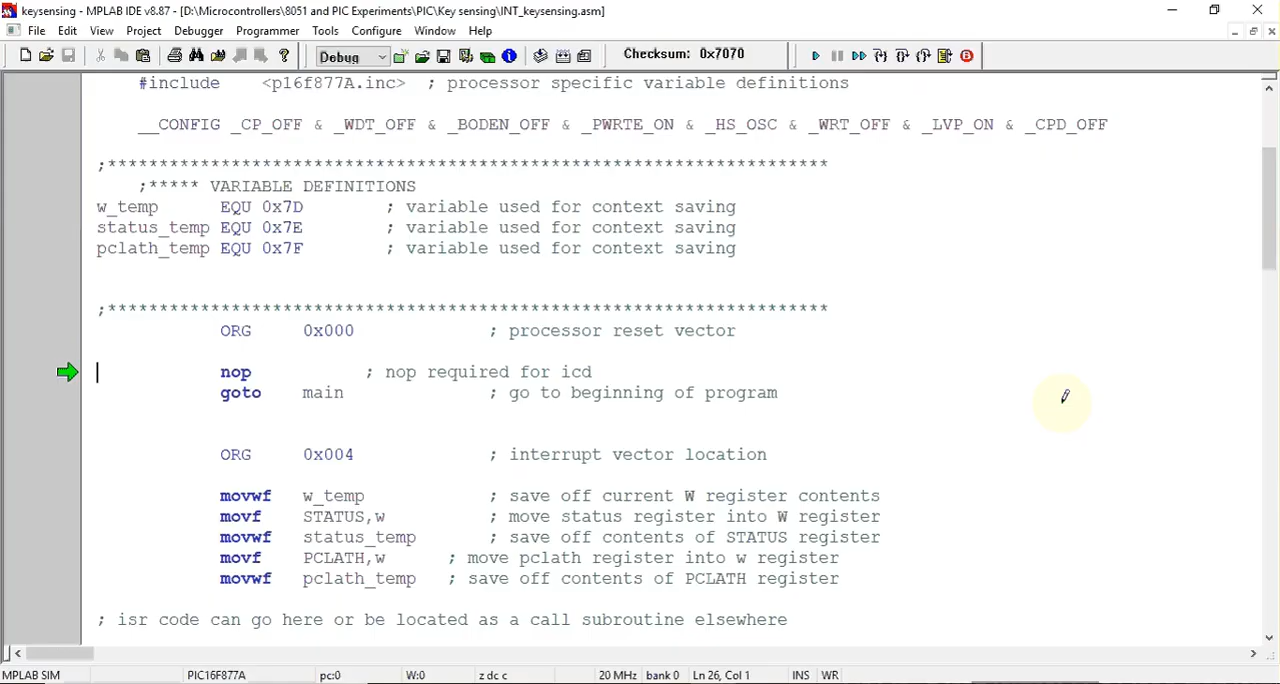 keysensing - MPLAB IDE v8.87 - [D:\Microcontrollers\8051 and PIC Experiments\PIC\Key sensing\INT_keysensing.asm]
File Edit View Project Debugger Programmer Tools Configure Window Help
Debug Checksum: 0x7070
#include <p16f877A.inc> ; processor specific variable definitions
__CONFIG _CP_OFF & _WDT_OFF & _BODEN_OFF & _PWRTE_ON & _HS_OSC & _WRT_OFF & _LVP_ON & _CPD_OFF
;**********************************************************************
;***** VARIABLE DEFINITIONS
w_temp EQU 0x7D ; variable used for context saving
status_temp EQU 0x7E ; variable used for context saving
pclath_temp EQU 0x7F ; variable used for context saving
;**********************************************************************
ORG 0x000 ; processor reset vector
nop ; nop required for icd
goto main ; go to beginning of program
ORG 0x004 ; interrupt vector location
movwf w_temp ; save off current W register contents
movf STATUS,w ; move status register into W register
movwf status_temp ; save off contents of STATUS register
movf PCLATH,w ; move pclath register into w register
movwf pclath_temp ; save off contents of PCLATH register
; isr code can go here or be located as a call subroutine elsewhere
MPLAB SIM PIC16F877A pc:0 W:0 z dc c 20 MHz bank 0 Ln 26, Col 1 INS WR